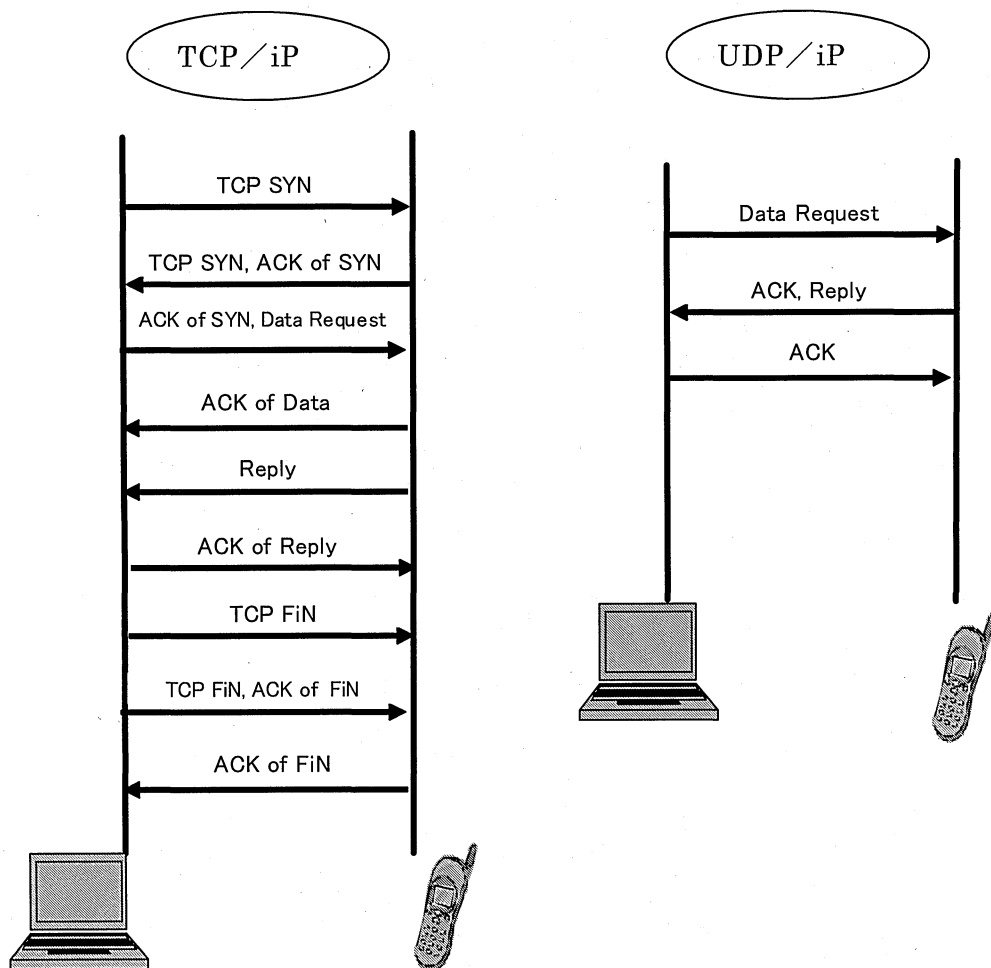 TCP／iP
TCP SYN
TCP SYN, ACK of SYN
ACK of SYN, Data Request
ACK of Data
Reply
ACK of Reply
TCP FiN
TCP FiN, ACK of FiN
ACK of FiN
UDP／iP
Data Request
ACK, Reply
ACK